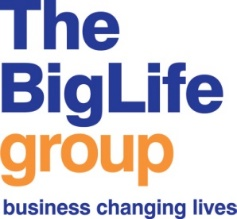 The
BigLife
group
business changing lives